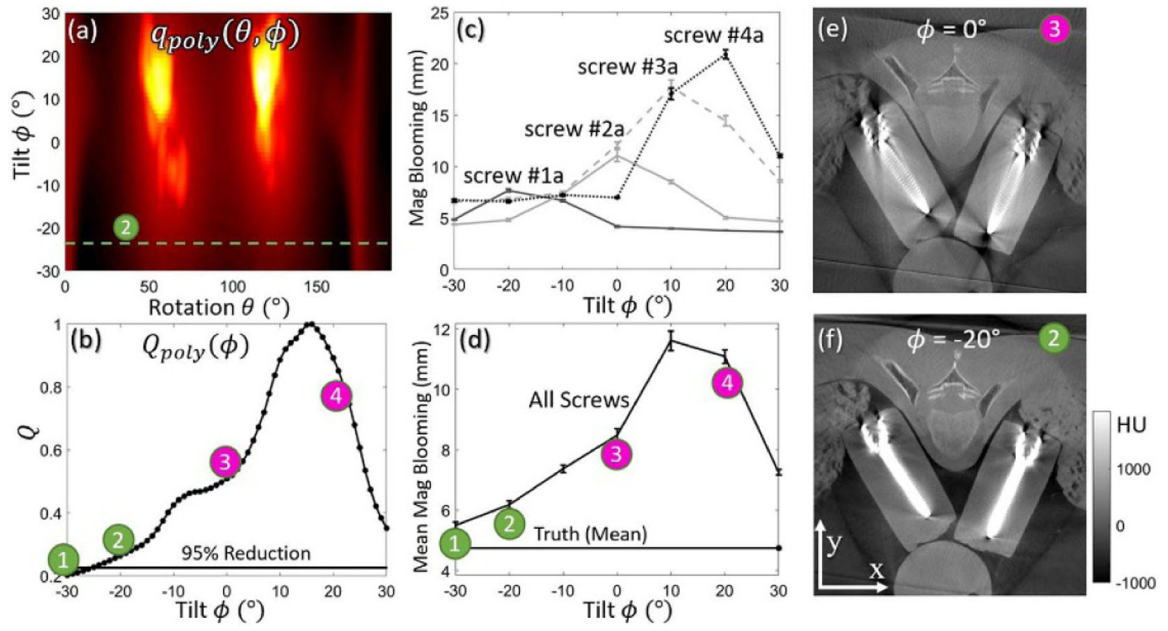 (a)
q_poly(θ, ϕ)
30
20
10
0
-10
-20
-30
Tilt ϕ (°)
2
0
50
100
150
Rotation θ (°)
(b)
Q_poly(ϕ)
1
0.8
0.6
0.4
0.2
Q
1
2
3
4
95% Reduction
-30
-20
-10
0
10
20
30
Tilt ϕ (°)
(c)
25
20
15
10
5
0
Mag Blooming (mm)
screw #1a
screw #2a
screw #3a
screw #4a
-30
-20
-10
0
10
20
30
Tilt ϕ (°)
(d)
12
10
8
6
4
Mean Mag Blooming (mm)
All Screws
1
2
3
4
Truth (Mean)
-30
-20
-10
0
10
20
30
Tilt ϕ (°)
(e)
ϕ = 0°
3
(f)
ϕ = -20°
2
y
x
HU
1000
0
-1000